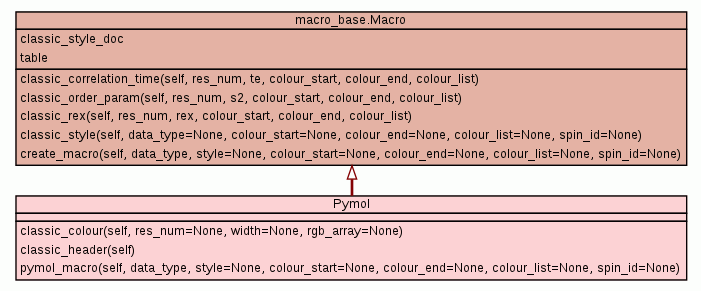 macro_base.Macro
classic_style_doc
table
classic_correlation_time(self, res_num, te, colour_start, colour_end, colour_list)
classic_order_param(self, res_num, s2, colour_start, colour_end, colour_list)
classic_rex(self, res_num, rex, colour_start, colour_end, colour_list)
classic_style(self, data_type=None, colour_start=None, colour_end=None, colour_list=None, spin_id=None)
create_macro(self, data_type, style=None, colour_start=None, colour_end=None, colour_list=None, spin_id=None)
Pymol
classic_colour(self, res_num=None, width=None, rgb_array=None)
classic_header(self)
pymol_macro(self, data_type, style=None, colour_start=None, colour_end=None, colour_list=None, spin_id=None)